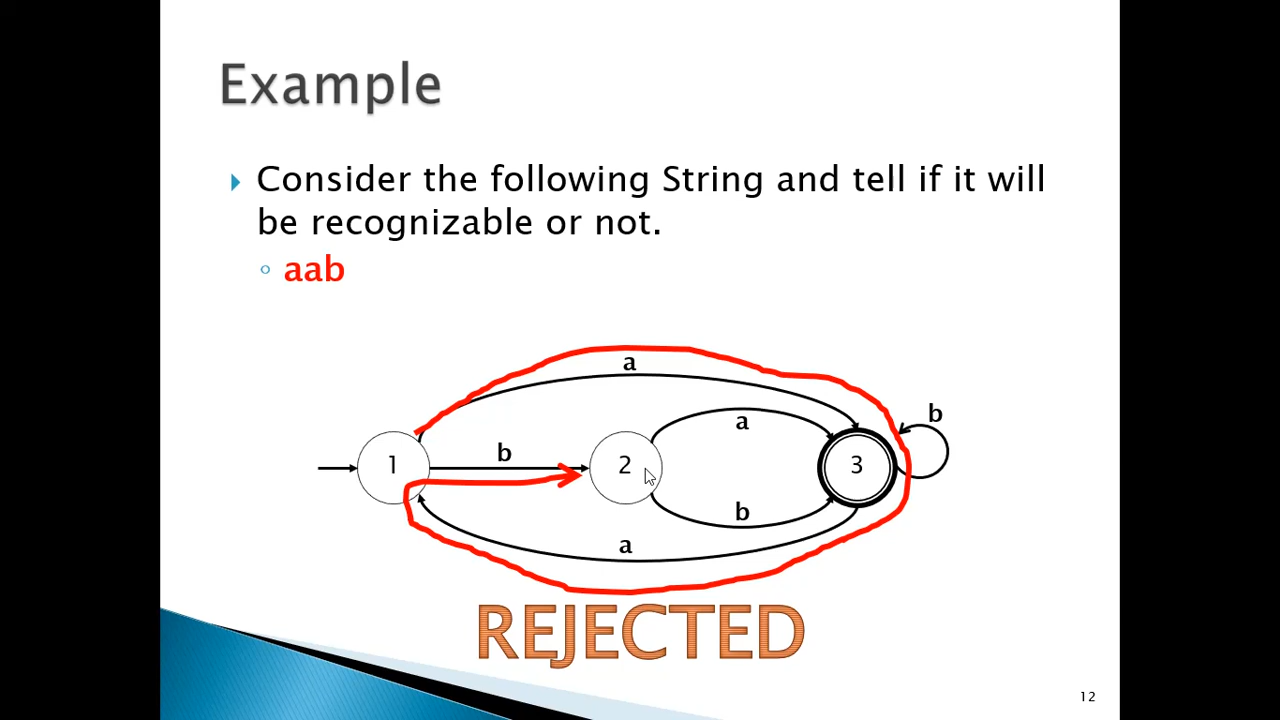 Example
Consider the following String and tell if it will
be recognizable or not.
aab
a
b
a
b
1
b
2
3
b
a
REJECTED
12